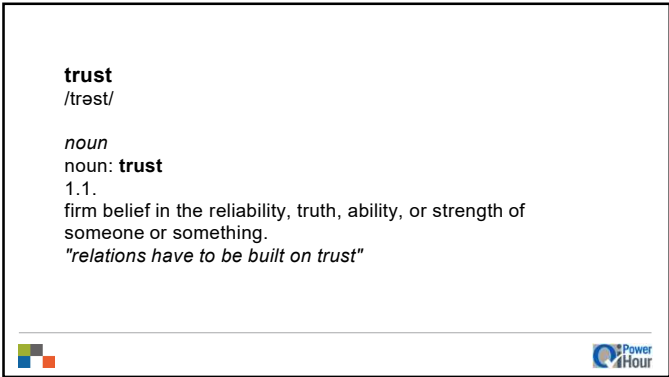 trust
/trəst/
noun
noun: trust
1.1.
firm belief in the reliability, truth, ability, or strength of
someone or something.
"relations have to be built on trust"
Qi Power
Hour